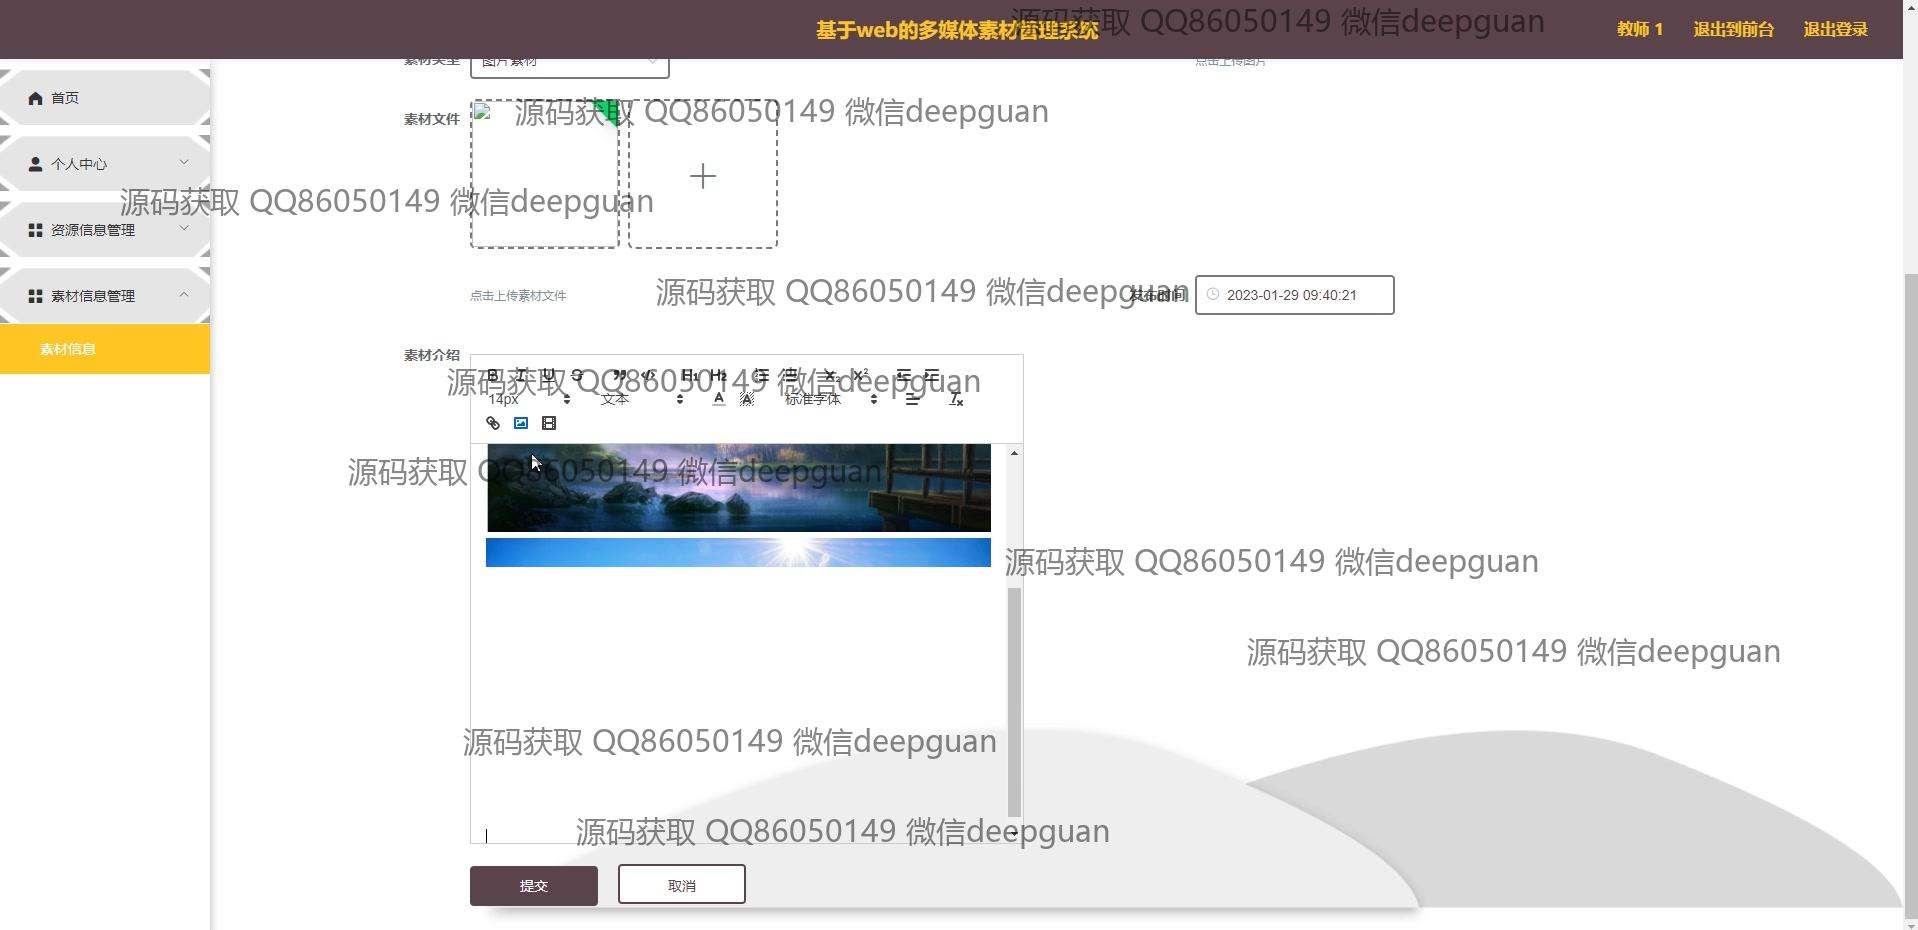 基于web的多媒体素材管理系统
源码获取 QQ86050149 微信deepguan
教师 1
退出到前台
退出登录
素材类型
图片素材
点击上传图片
首页
素材文件
源码获取 QQ86050149 微信deepguan
个人中心
源码获取 QQ86050149 微信deepguan
资源信息管理
素材信息管理
点击上传素材文件
源码获取 QQ86050149 微信deepguan
发布时间
2023-01-29 09:40:21
素材信息
素材介绍
源码获取 QQ86050149 微信deepguan
B I U S H1 H2 X2 X2
14px
文本
A
A
标准字体
源码获取 QQ86050149 微信deepguan
源码获取 QQ86050149 微信deepguan
源码获取 QQ86050149 微信deepguan
源码获取 QQ86050149 微信deepguan
源码获取 QQ86050149 微信deepguan
提交
取消